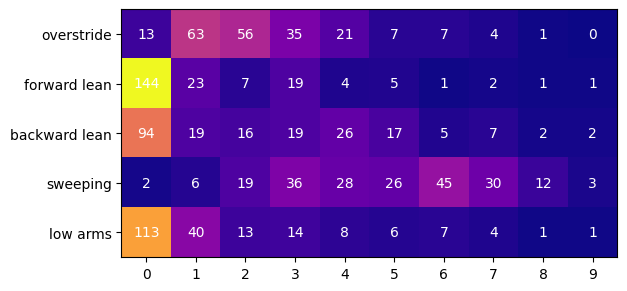 overstride 13 63 56 35 21 7 7 4 1 0
forward lean 144 23 7 19 4 5 1 2 1 1
backward lean 94 19 16 19 26 17 5 7 2 2
sweeping 2 6 19 36 28 26 45 30 12 3
low arms 113 40 13 14 8 6 7 4 1 1
0 1 2 3 4 5 6 7 8 9